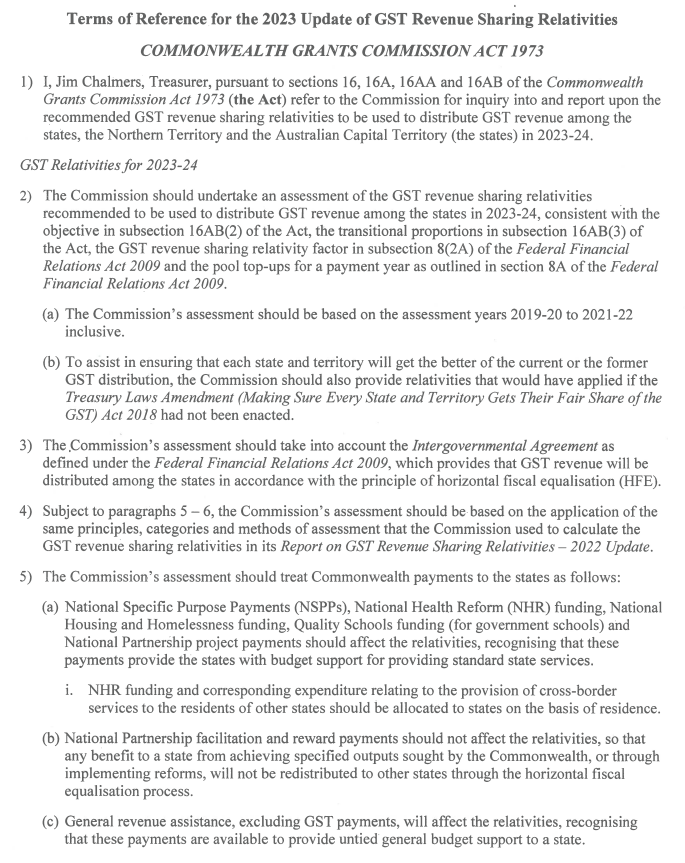 Terms of Reference for the 2023 Update of GST Revenue Sharing Relativities
COMMONWEALTH GRANTS COMMISSION ACT 1973
1) I, Jim Chalmers, Treasurer, pursuant to sections 16, 16A, 16AA and 16AB of the Commonwealth
Grants Commission Act 1973 (the Act) refer to the Commission for inquiry into and report upon the
recommended GST revenue sharing relativities to be used to distribute GST revenue among the
states, the Northern Territory and the Australian Capital Territory (the states) in 2023-24.
GST Relativities for 2023-24
2) The Commission should undertake an assessment of the GST revenue sharing relativities
recommended to be used to distribute GST revenue among the states in 2023-24, consistent with the
objective in subsection 16AB(2) of the Act, the transitional proportions in subsection 16AB(3) of
the Act, the GST revenue sharing relativity factor in subsection 8(2A) of the Federal Financial
Relations Act 2009 and the pool top-ups for a payment year as outlined in section 8A of the Federal
Financial Relations Act 2009.
(a) The Commission's assessment should be based on the assessment years 2019-20 to 2021-22
inclusive.
(b) To assist in ensuring that each state and territory will get the better of the current or the former
GST distribution, the Commission should also provide relativities that would have applied if the
Treasury Laws Amendment (Making Sure Every State and Territory Gets Their Fair Share of the
GST) Act 2018 had not been enacted.
3) The Commission's assessment should take into account the Intergovernmental Agreement as
defined under the Federal Financial Relations Act 2009, which provides that GST revenue will be
distributed among the states in accordance with the principle of horizontal fiscal equalisation (HFE).
4) Subject to paragraphs 5 – 6, the Commission's assessment should be based on the application of the
same principles, categories and methods of assessment that the Commission used to calculate the
GST revenue sharing relativities in its Report on GST Revenue Sharing Relativities – 2022 Update.
5) The Commission's assessment should treat Commonwealth payments to the states as follows:
(a) National Specific Purpose Payments (NSPPs), National Health Reform (NHR) funding, National
Housing and Homelessness funding, Quality Schools funding (for government schools) and
National Partnership project payments should affect the relativities, recognising that these
payments provide the states with budget support for providing standard state services.
i. NHR funding and corresponding expenditure relating to the provision of cross-border
services to the residents of other states should be allocated to states on the basis of residence.
(b) National Partnership facilitation and reward payments should not affect the relativities, so that
any benefit to a state from achieving specified outputs sought by the Commonwealth, or through
implementing reforms, will not be redistributed to other states through the horizontal fiscal
equalisation process.
(c) General revenue assistance, excluding GST payments, will affect the relativities, recognising
that these payments are available to provide untied general budget support to a state.